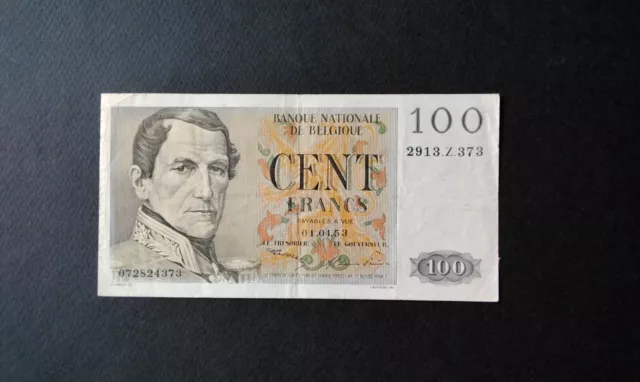 BANQUE NATIONALE
DE BELGIQUE
100
2913.Z.373
CENT
FRANCS
PAYABLES A VUE
01.04.53
LE TRESORIER LE GOUVERNEUR
072824373
100